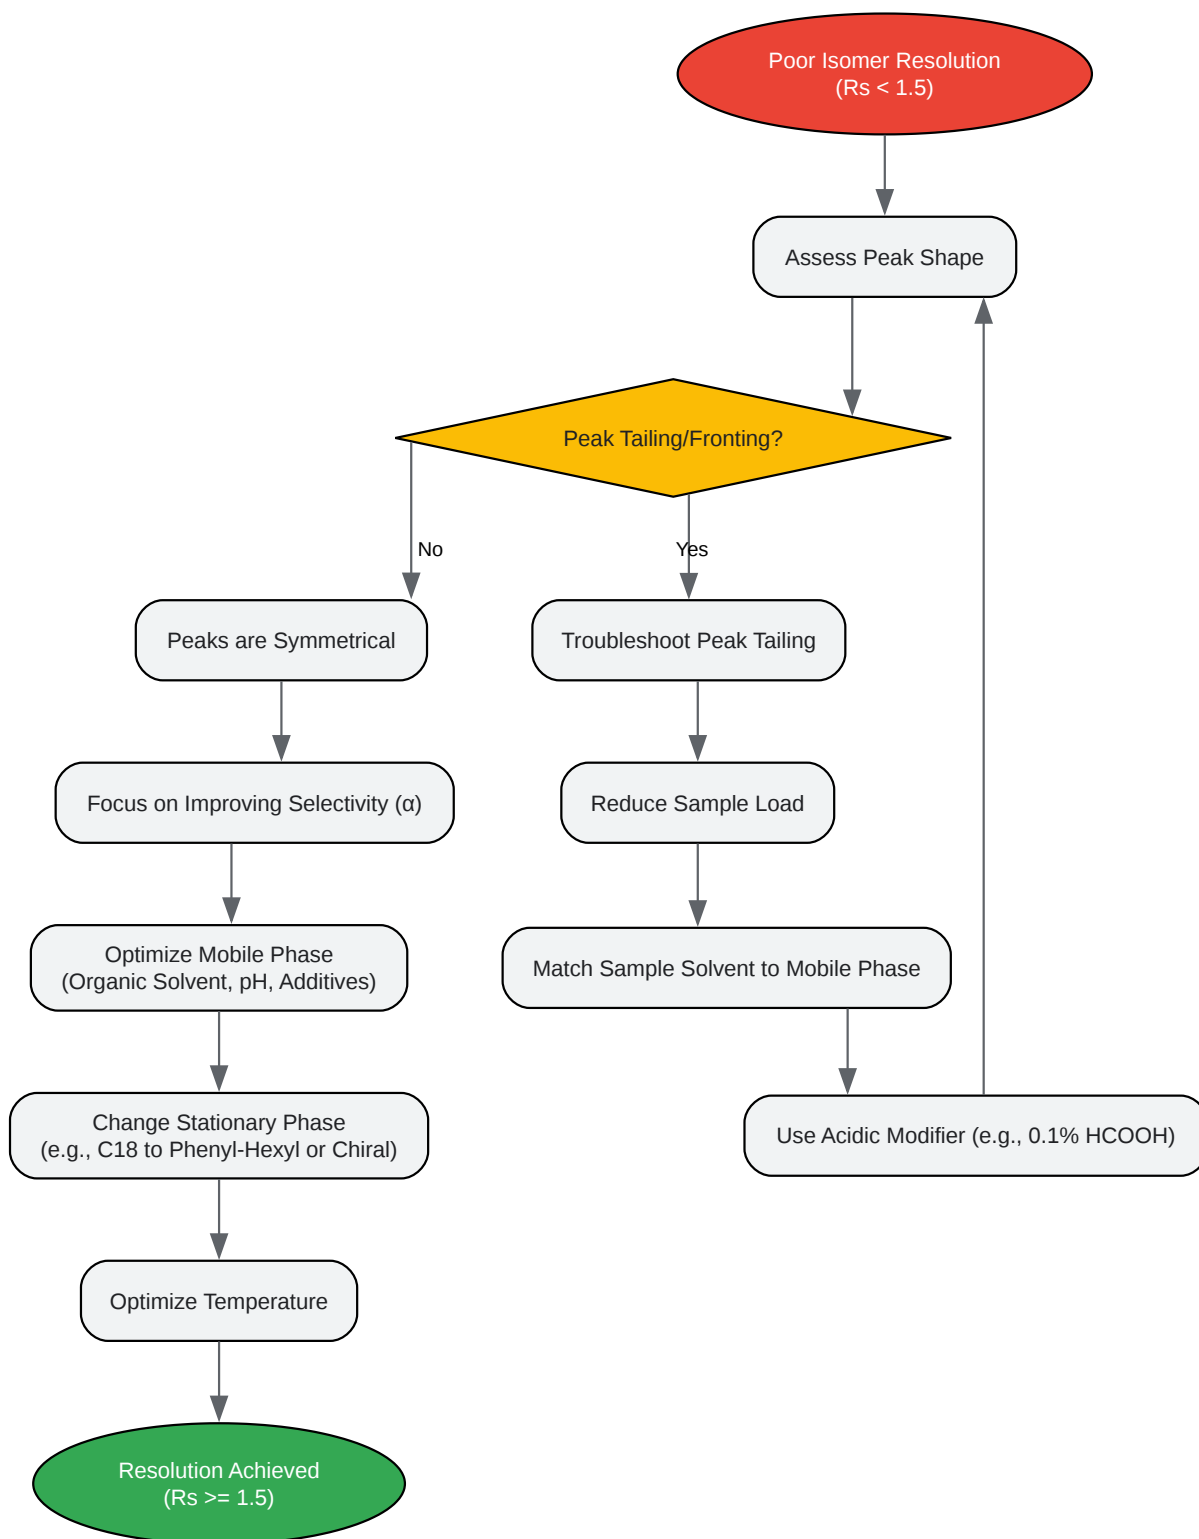 Poor Isomer Resolution
(Rs < 1.5)
Assess Peak Shape
Peak Tailing/Fronting?
No
Yes
Peaks are Symmetrical
Troubleshoot Peak Tailing
Focus on Improving Selectivity (α)
Reduce Sample Load
Optimize Mobile Phase
(Organic Solvent, pH, Additives)
Match Sample Solvent to Mobile Phase
Change Stationary Phase
(e.g., C18 to Phenyl-Hexyl or Chiral)
Use Acidic Modifier (e.g., 0.1% HCOOH)
Optimize Temperature
Resolution Achieved
(Rs >= 1.5)